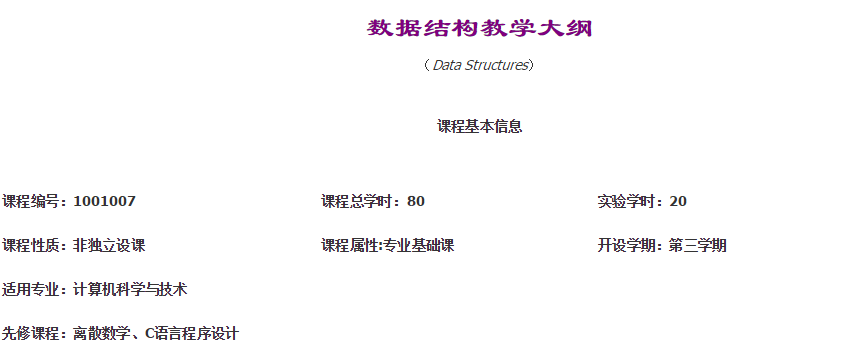 数据结构教学大纲
（Data Structures）
课程基本信息
课程编号：1001007 课程总学时：80 实验学时：20
课程性质：非独立设课 课程属性:专业基础课 开设学期：第三学期
适用专业：计算机科学与技术
先修课程：离散数学、C语言程序设计